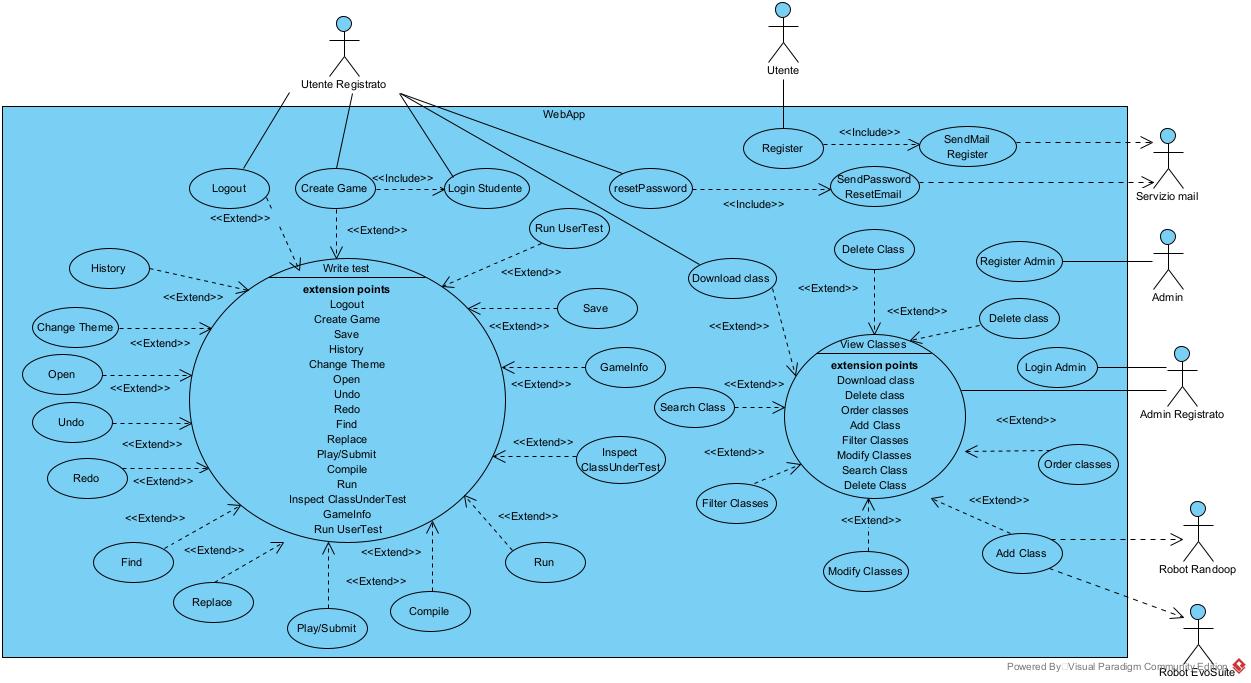 Utente Registrato
Utente
WebApp
Register
<<Include>>
SendMail
Register
Servizio mail
Logout
Create Game
<<Include>>
Login Studente
resetPassword
<<Include>>
SendPassword
ResetEmail
<<Extend>>
<<Extend>>
Run UserTest
<<Extend>>
History
<<Extend>>
Change Theme
<<Extend>>
Open
<<Extend>>
Undo
<<Extend>>
Redo
<<Extend>>
Find
<<Extend>>
Replace
<<Extend>>
Play/Submit
<<Extend>>
Compile
<<Extend>>
Run
<<Extend>>
Write test
extension points
Logout
Create Game
Save
History
Change Theme
Open
Undo
Redo
Find
Replace
Play/Submit
Compile
Run
Inspect ClassUnderTest
GameInfo
Run UserTest
Save
<<Extend>>
GameInfo
<<Extend>>
Inspect
ClassUnderTest
<<Extend>>
Download class
<<Extend>>
Delete Class
<<Extend>>
Register Admin
Admin
Delete class
<<Extend>>
Login Admin
Admin Registrato
View Classes
extension points
Download class
Delete class
Order classes
Add Class
Filter Classes
Modify Classes
Search Class
Delete Class
Search Class
<<Extend>>
Filter Classes
<<Extend>>
Modify Classes
<<Extend>>
Order classes
<<Extend>>
Add Class
<<Extend>>
Robot Randoop
Robot EvoSuite
Powered By Visual Paradigm Community Edition